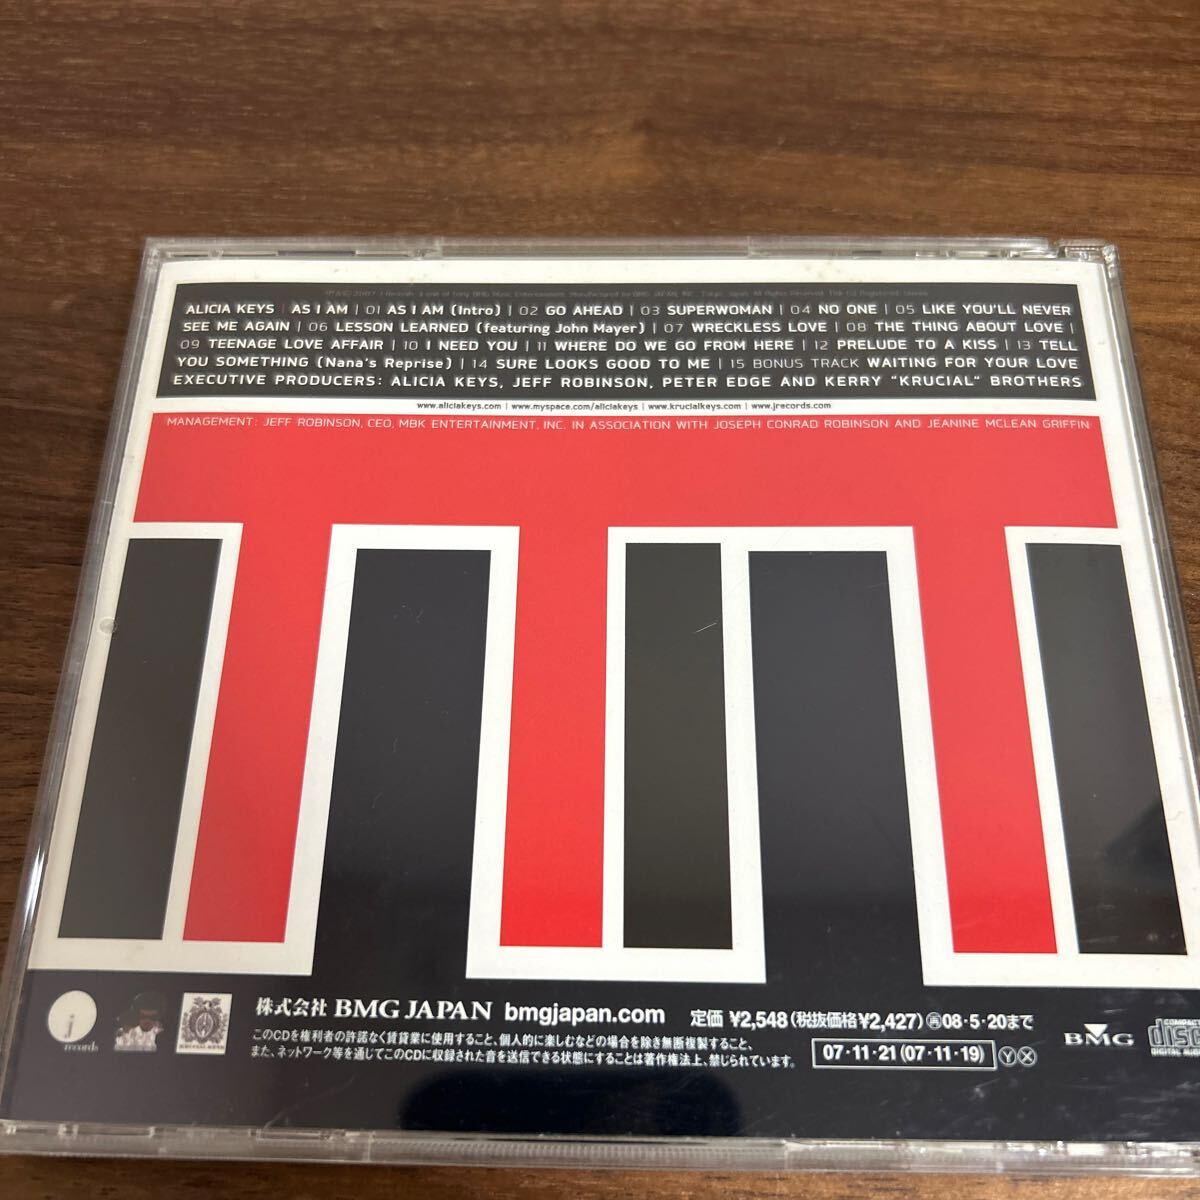 ALICIA KEYS | AS I AM | 01 AS I AM (Intro) | 02 GO AHEAD | 03 SUPERWOMAN | 04 NO ONE | 05 LIKE YOU'LL NEVER
SEE ME AGAIN | 06 LESSON LEARNED (featuring John Mayer) | 07 WRECKLESS LOVE | 08 THE THING ABOUT LOVE |
09 TEENAGE LOVE AFFAIR | 10 I NEED YOU | 11 WHERE DO WE GO FROM HERE | 12 PRELUDE TO A KISS | 13 TELL
YOU SOMETHING (Nana's Reprise) | 14 SURE LOOKS GOOD TO ME | 15 BONUS TRACK WAITING FOR YOUR LOVE
EXECUTIVE PRODUCERS: ALICIA KEYS, JEFF ROBINSON, PETER EDGE AND KERRY "KRUCIAL" BROTHERS
www.aliciakeys.com | www.myspace.com/aliciakeys | www.krucialkeys.com | www.jrecords.com
MANAGEMENT: JEFF ROBINSON, CEO, MBK ENTERTAINMENT, INC. IN ASSOCIATION WITH JOSEPH CONRAD ROBINSON AND JEANINE MCLEAN GRIFFIN
j records
KRUCIAL KEYS
株式会社 BMG JAPAN bmgjapan.com 定価 ¥2,548(税抜価格¥2,427) 再08・5・20まで
このCDを権利者の許諾なく賃貸業に使用すること、個人的に楽しむなどの場合を除き無断複製すること、
また、ネットワーク等を通じてこのCDに収録された音を送信できる状態にすることは著作権法上、禁じられています。
07・11・21(07・11・19) Ⓨ Ⓧ
BMG
COMPACT
disc
DIGITAL AUDIO